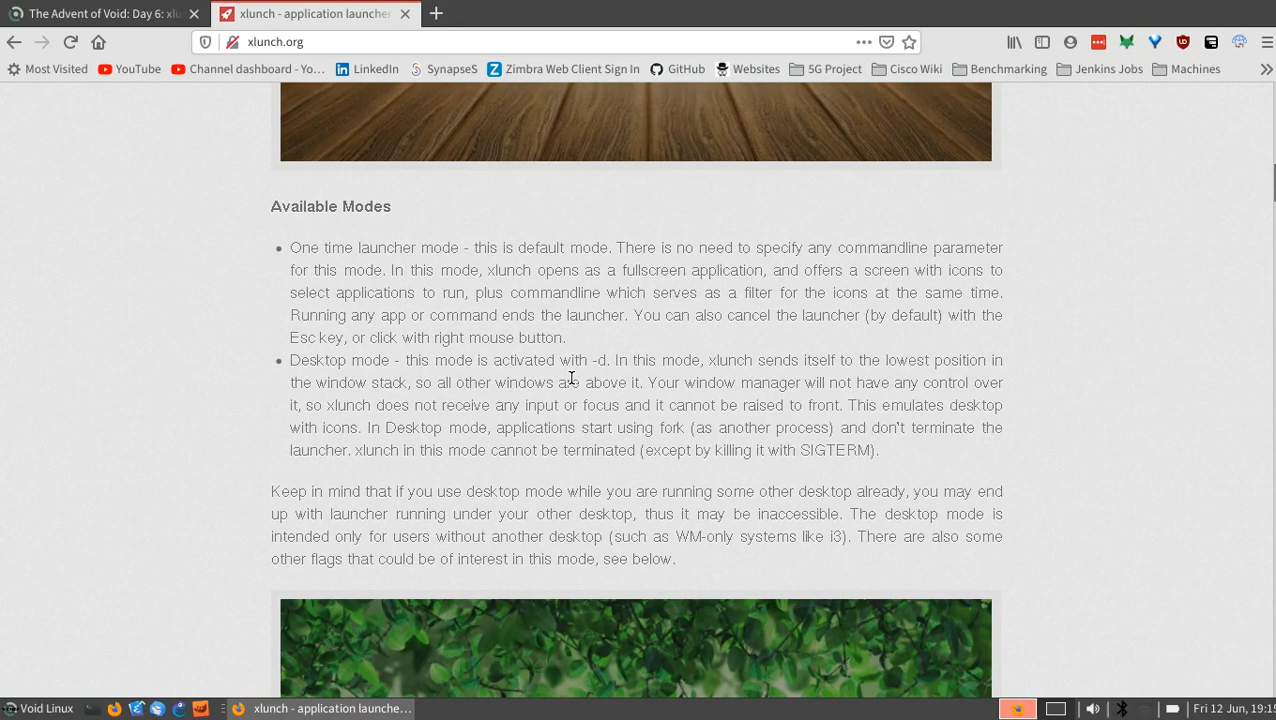 The Advent of Void: Day 6: xlu
xlunch - application launcher
xlunch.org
Most Visited
YouTube
Channel dashboard - Yo…
LinkedIn
SynapseS
Zimbra Web Client Sign In
GitHub
Websites
5G Project
Cisco Wiki
Benchmarking
Jenkins Jobs
Machines
Available Modes
One time launcher mode - this is default mode. There is no need to specify any commandline parameter
for this mode. In this mode, xlunch opens as a fullscreen application, and offers a screen with icons to
select applications to run, plus commandline which serves as a filter for the icons at the same time.
Running any app or command ends the launcher. You can also cancel the launcher (by default) with the
Esc key, or click with right mouse button.
Desktop mode - this mode is activated with -d. In this mode, xlunch sends itself to the lowest position in
the window stack, so all other windows are above it. Your window manager will not have any control over
it, so xlunch does not receive any input or focus and it cannot be raised to front. This emulates desktop
with icons. In Desktop mode, applications start using fork (as another process) and don't terminate the
launcher. xlunch in this mode cannot be terminated (except by killing it with SIGTERM).
Keep in mind that if you use desktop mode while you are running some other desktop already, you may end
up with launcher running under your other desktop, thus it may be inaccessible. The desktop mode is
intended only for users without another desktop (such as WM-only systems like I3). There are also some
other flags that could be of interest in this mode, see below.
Void Linux
xlunch - application launche…
Fri 12 Jun, 19:15